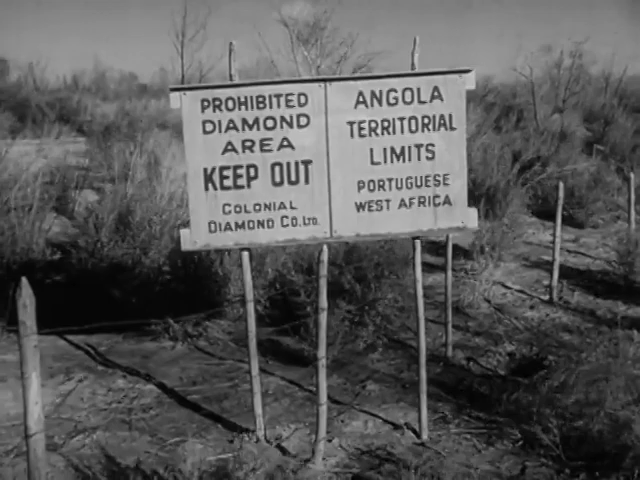 PROHIBITED
DIAMOND
AREA
KEEP OUT
COLONIAL
DIAMOND CO. LTD.
ANGOLA
TERRITORIAL
LIMITS
PORTUGUESE
WEST AFRICA